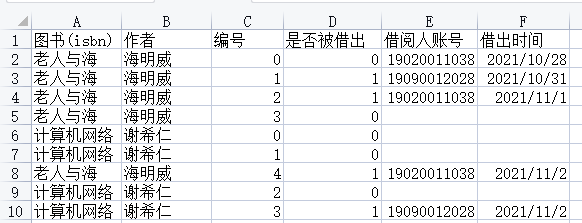 A B C D E F
1 图书(isbn) 作者 编号 是否被借出 借阅人账号 借出时间
2 老人与海 海明威 0 0 19020011038 2021/10/28
3 老人与海 海明威 1 1 19090012028 2021/10/31
4 老人与海 海明威 2 1 19020011038 2021/11/1
5 老人与海 海明威 3 0
6 计算机网络 谢希仁 0 0
7 计算机网络 谢希仁 1 0
8 老人与海 海明威 4 1 19020011038 2021/11/2
9 计算机网络 谢希仁 2 0
10 计算机网络 谢希仁 3 1 19090012028 2021/11/2